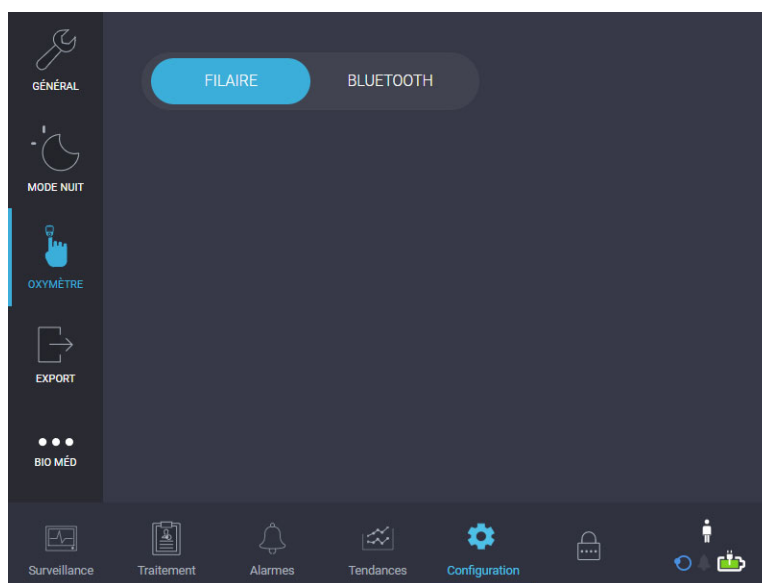 GÉNÉRAL
FILAIRE BLUETOOTH
MODE NUIT
OXYMÈTRE
EXPORT
BIO MÉD
Surveillance Traitement Alarmes Tendances Configuration